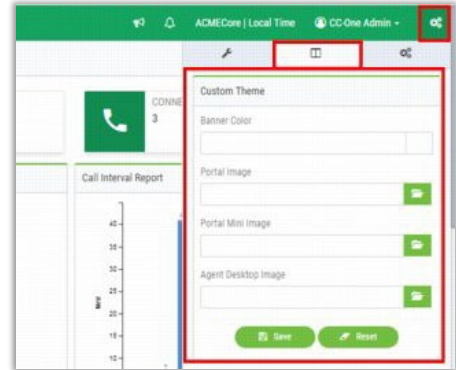 ACMECore | Local Time CC-One Admin
Custom Theme
Banner Color
CONNE
3
Portal Image
Call Interval Report
Portal Mini Image
40
35
30
Agent Desktop Image
25
20
15
Save Reset
10